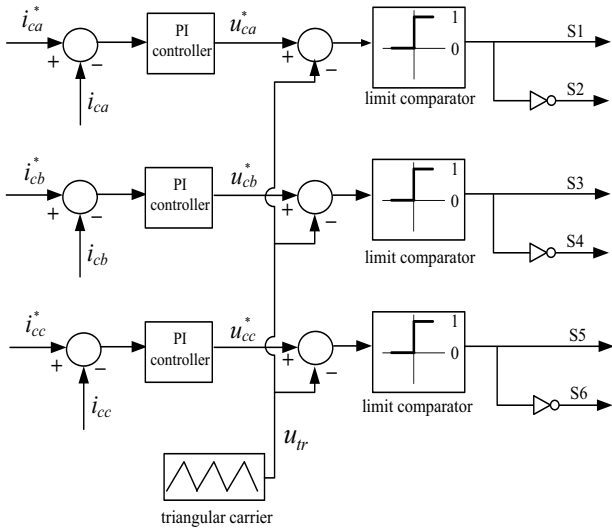 i*ca
PI
controller
u*ca
1
0
S1
+
−
+
−
ica
limit comparator
S2
i*cb
PI
controller
u*cb
1
0
S3
+
−
+
−
icb
limit comparator
S4
i*cc
PI
controller
u*cc
1
0
S5
+
−
+
−
icc
limit comparator
S6
utr
triangular carrier